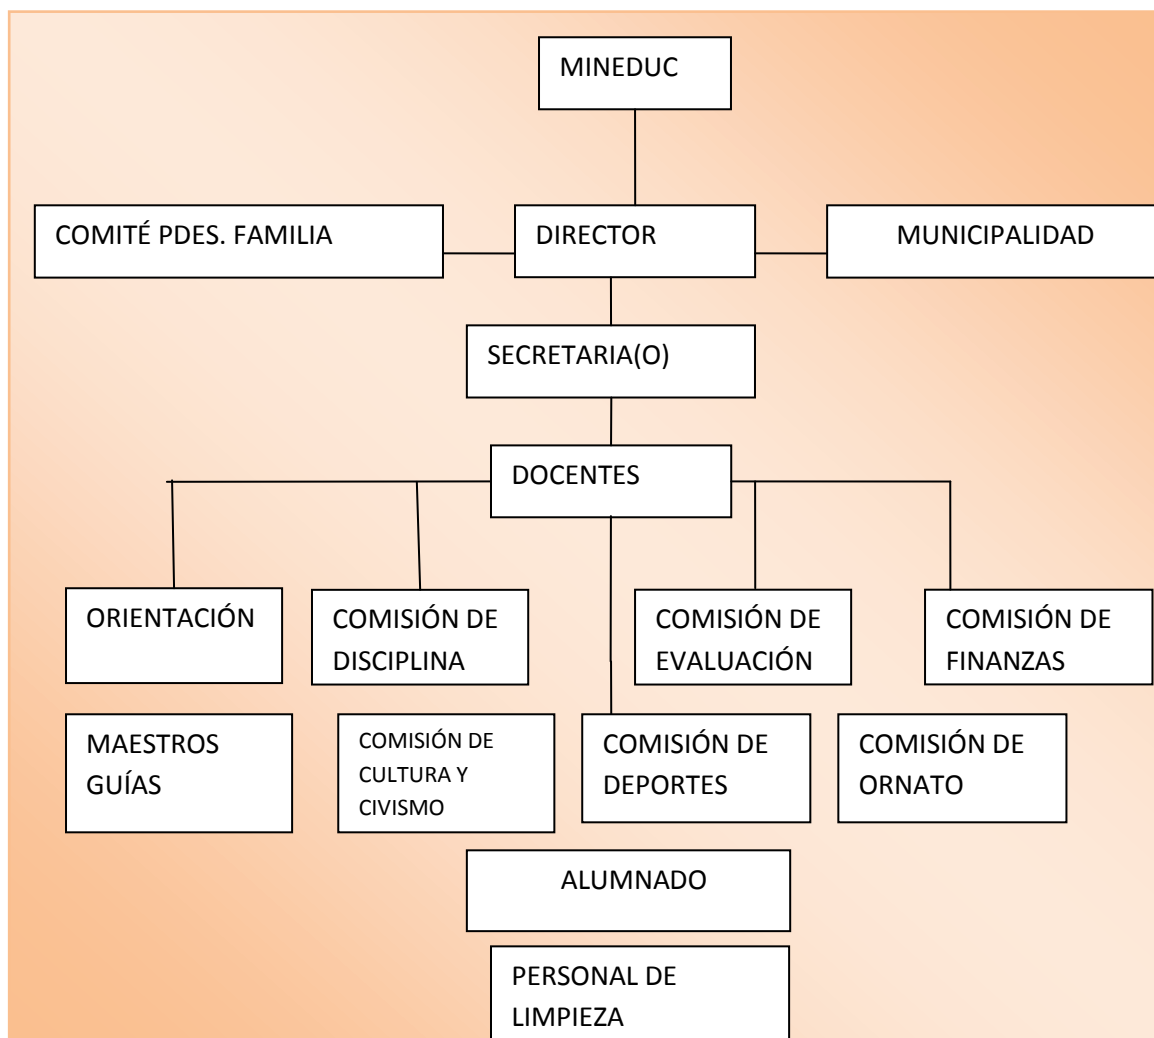 MINEDUC
COMITÉ PDES. FAMILIA
DIRECTOR
MUNICIPALIDAD
SECRETARIA(O)
DOCENTES
ORIENTACIÓN
COMISIÓN DE
DISCIPLINA
COMISIÓN DE
EVALUACIÓN
COMISIÓN DE
FINANZAS
MAESTROS
GUÍAS
COMISIÓN DE
CULTURA Y
CIVISMO
COMISIÓN DE
DEPORTES
COMISIÓN DE
ORNATO
ALUMNADO
PERSONAL DE
LIMPIEZA